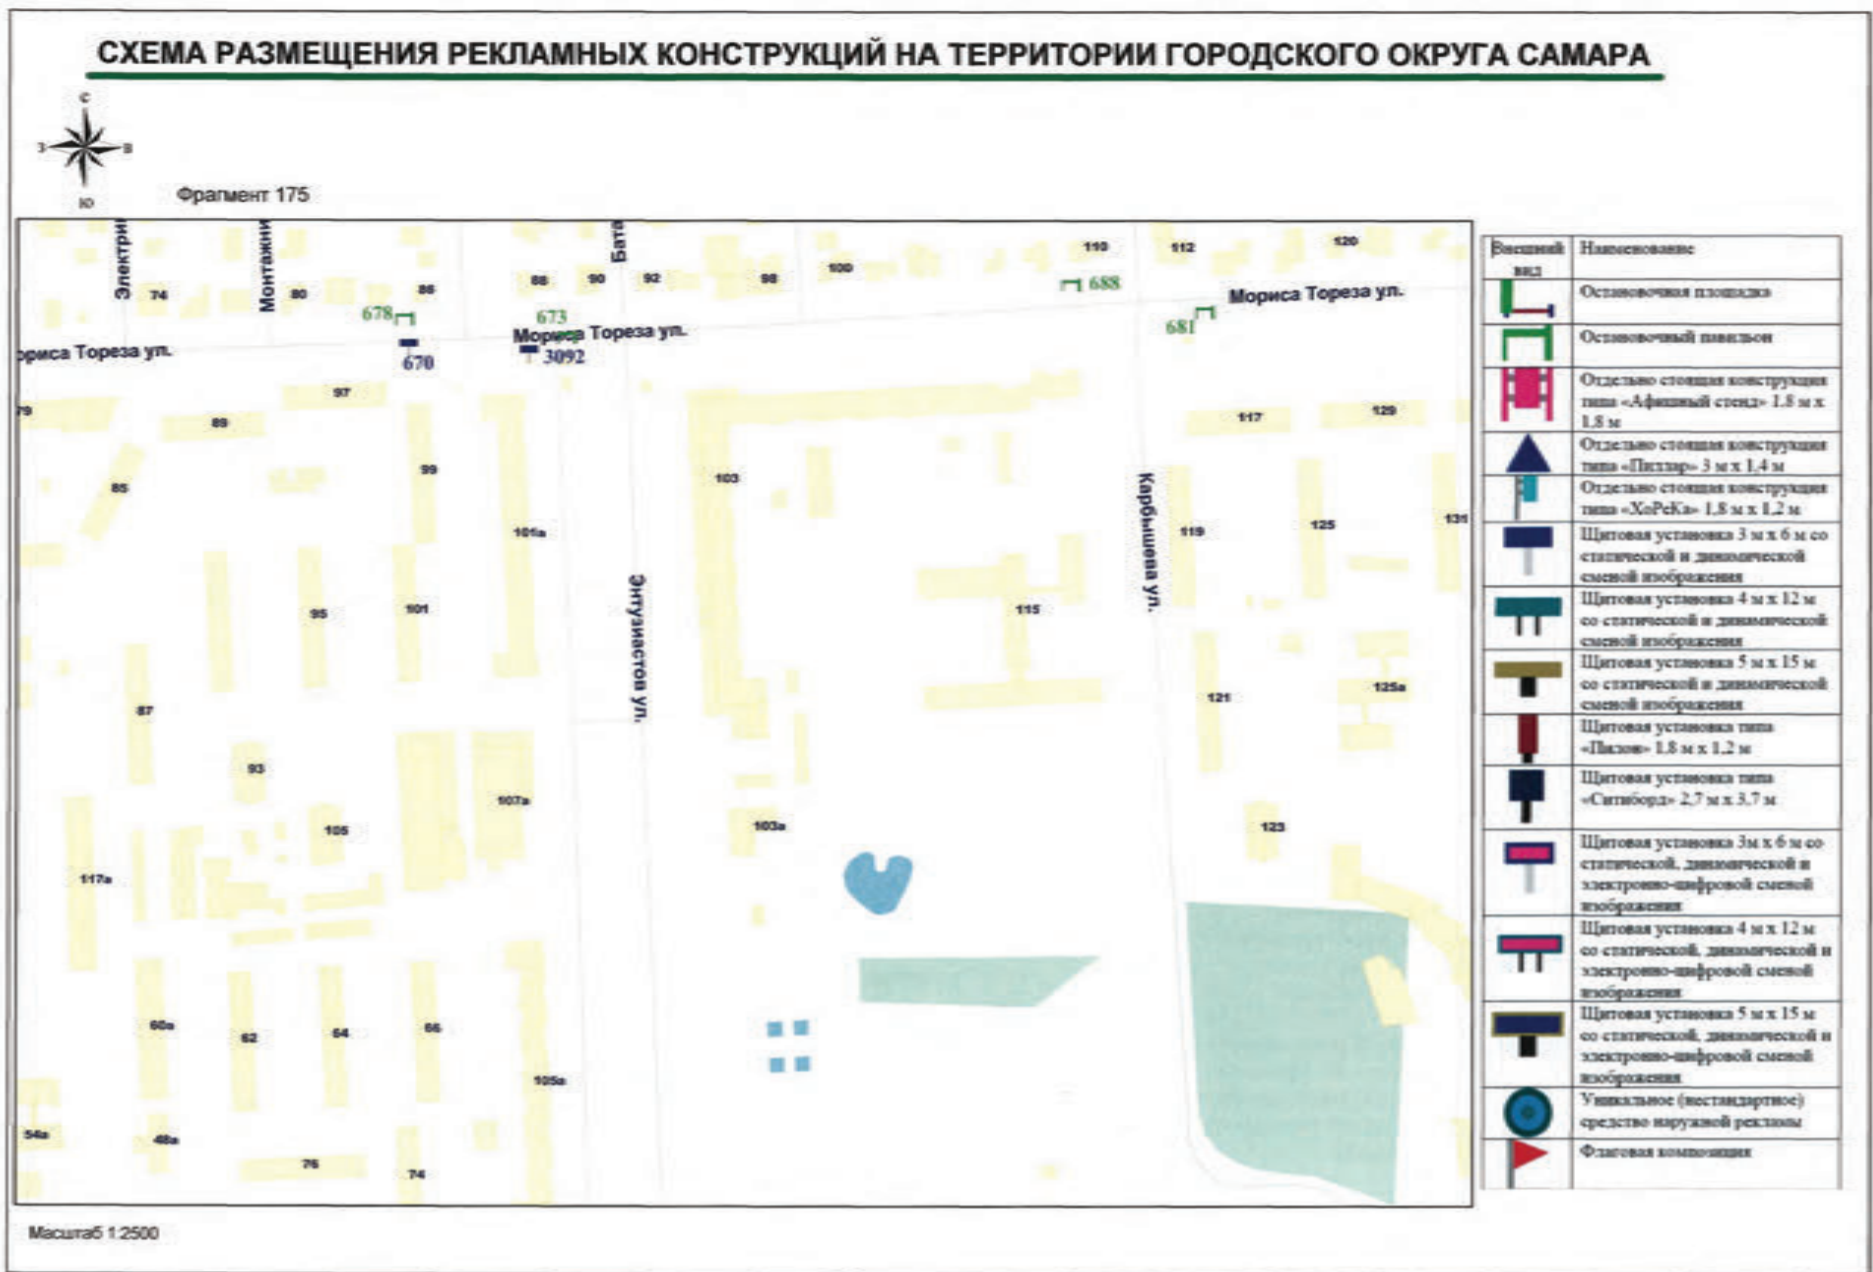 СХЕМА РАЗМЕЩЕНИЯ РЕКЛАМНЫХ КОНСТРУКЦИЙ НА ТЕРРИТОРИИ ГОРОДСКОГО ОКРУГА САМАРА
С
З
В
Ю
Фрагмент 175
Электри
Монтажни
Бата
74
80
86
88
90
92
98
100
110
112
120
678
673
688
681
670
3092
ориса Тореза ул.
Мориса Тореза ул.
Мориса Тореза ул.
79
89
97
85
99
101а
103
117
129
119
125
131
Карбышева ул.
95
101
115
Энтузиастов ул.
87
121
125а
93
107а
105
103а
123
117а
60а
62
64
66
105а
54а
48а
76
74
Внешний вид
Наименование
Остановочная площадка
Остановочный павильон
Отдельно стоящая конструкция
типа «Афишный стенд» 1,8 м х
1,8 м
Отдельно стоящая конструкция
типа «Пиллар» 3 м х 1,4 м
Отдельно стоящая конструкция
типа «ХоРеКа» 1,8 м х 1,2 м
Щитовая установка 3 м х 6 м со
статической и динамической
сменой изображения
Щитовая установка 4 м х 12 м
со статической и динамической
сменой изображения
Щитовая установка 5 м х 15 м
со статической и динамической
сменой изображения
Щитовая установка типа
«Пилон» 1,8 м х 1,2 м
Щитовая установка типа
«Ситиборд» 2,7 м х 3,7 м
Щитовая установка 3м х 6 м со
статической, динамической и
электронно-цифровой сменой
изображения
Щитовая установка 4 м х 12 м
со статической, динамической и
электронно-цифровой сменой
изображения
Щитовая установка 5 м х 15 м
со статической, динамической и
электронно-цифровой сменой
изображения
Уникальное (нестандартное)
средство наружной рекламы
Флаговая композиция
Масштаб 1:2500